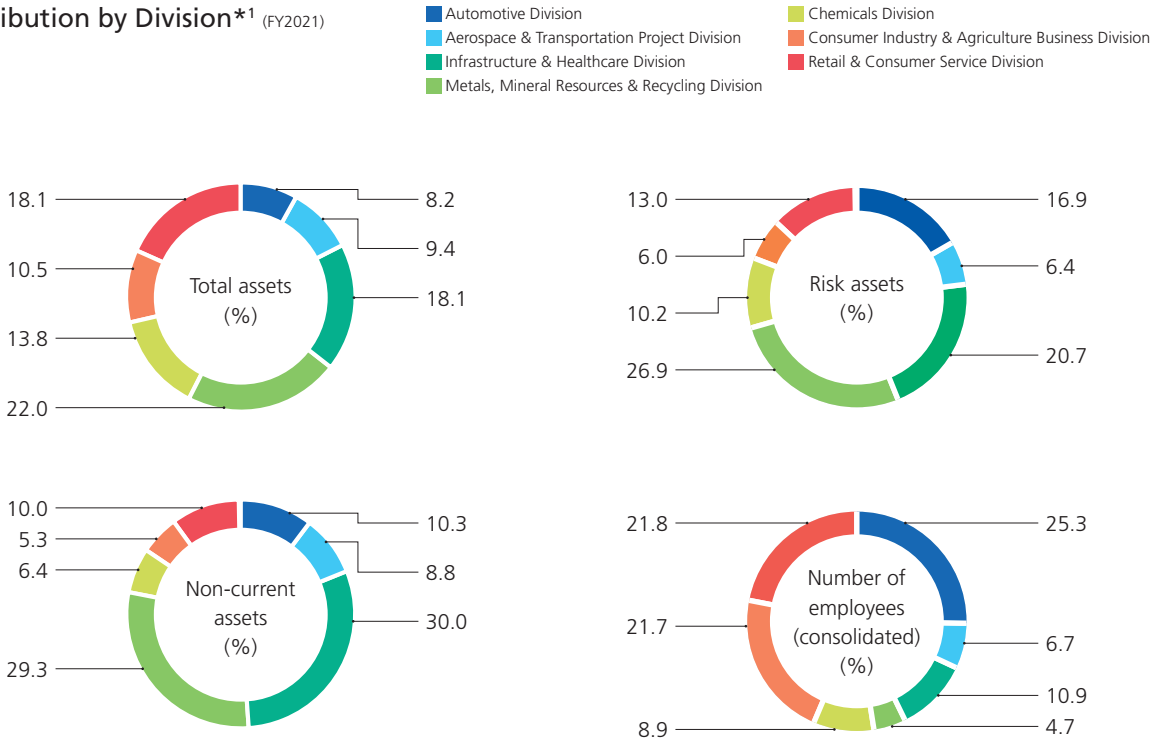 ibution by Division*1 (FY2021)
Automotive Division
Aerospace & Transportation Project Division
Infrastructure & Healthcare Division
Metals, Mineral Resources & Recycling Division
Chemicals Division
Consumer Industry & Agriculture Business Division
Retail & Consumer Service Division
18.1
10.5
13.8
22.0
Total assets
(%)
8.2
9.4
18.1
13.0
6.0
10.2
26.9
Risk assets
(%)
16.9
6.4
20.7
10.0
5.3
6.4
29.3
Non-current
assets
(%)
10.3
8.8
30.0
21.8
21.7
8.9
Number of
employees
(consolidated)
(%)
25.3
6.7
10.9
4.7